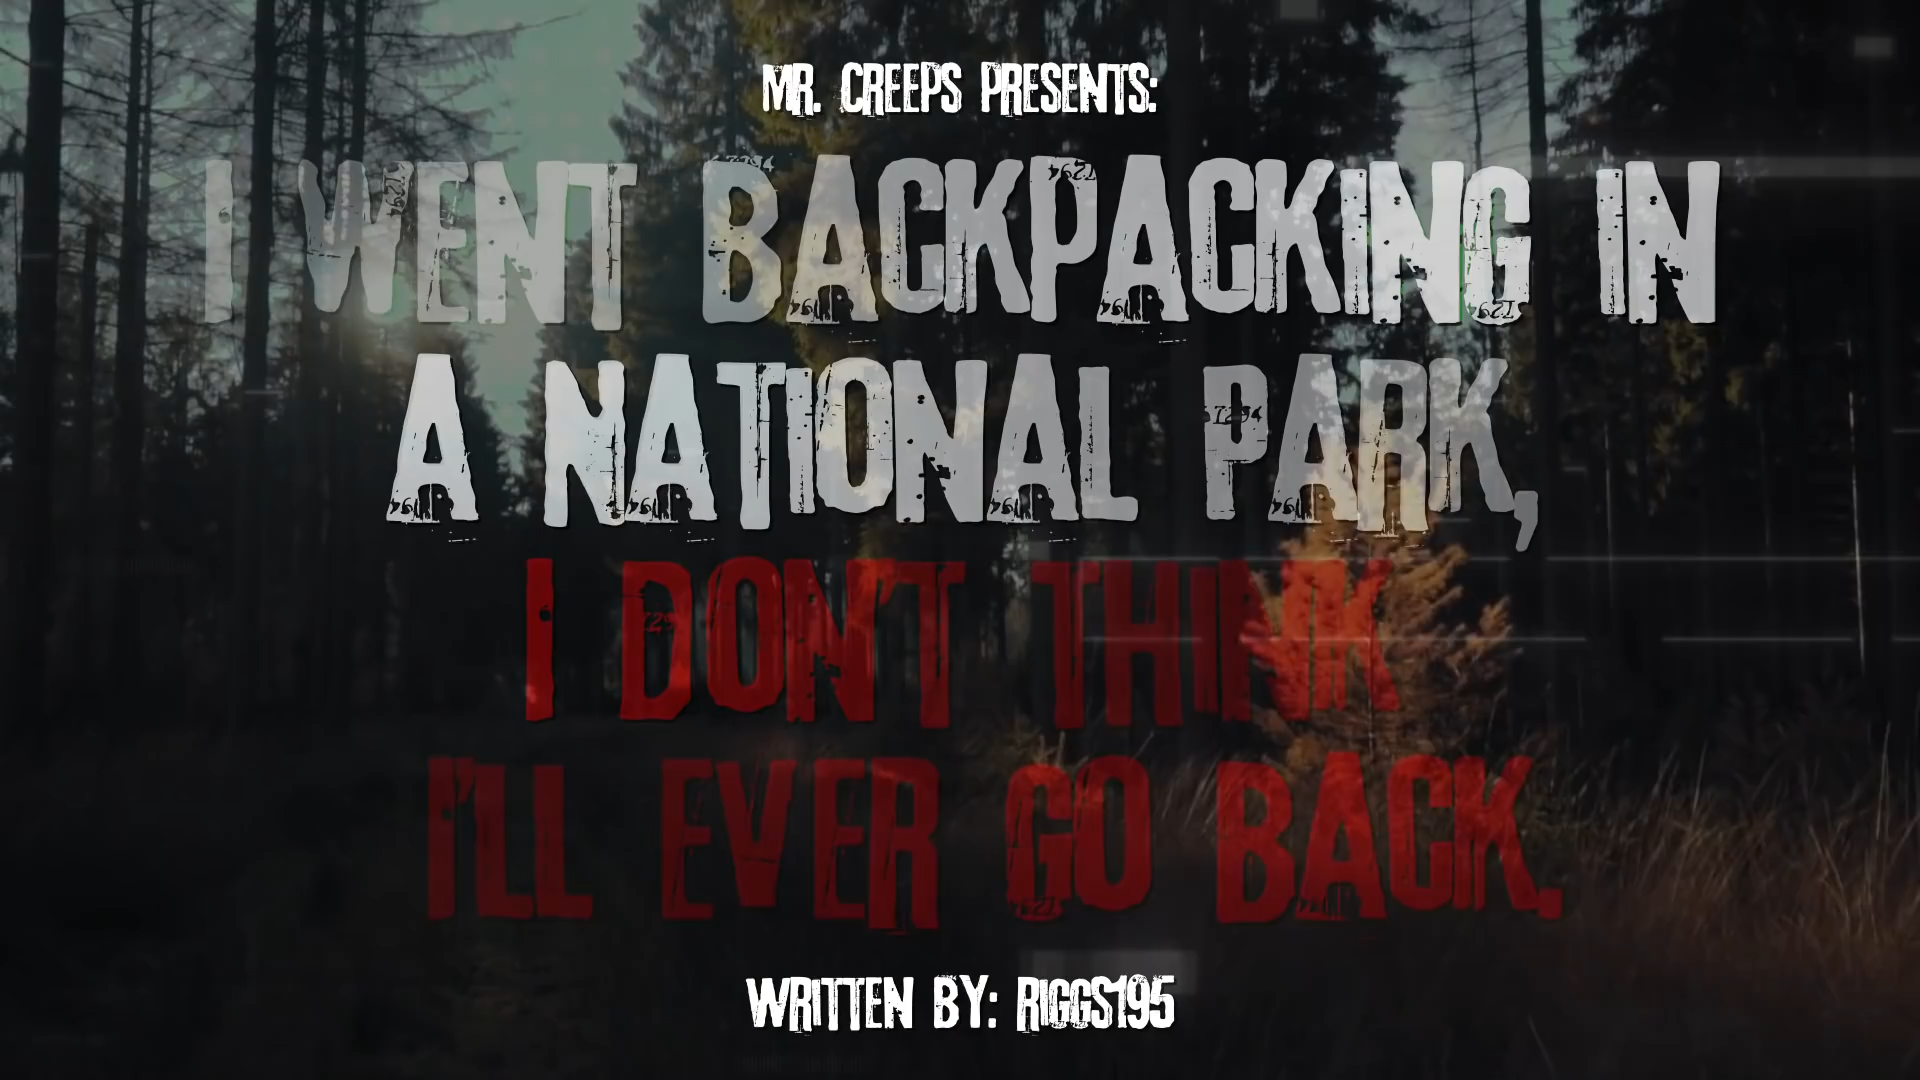 MR. CREEPS PRESENTS:
I WENT BACKPACKING IN
A NATIONAL PARK,
I DON'T THINK
I'LL EVER GO BACK.
WRITTEN BY: RIGGS195